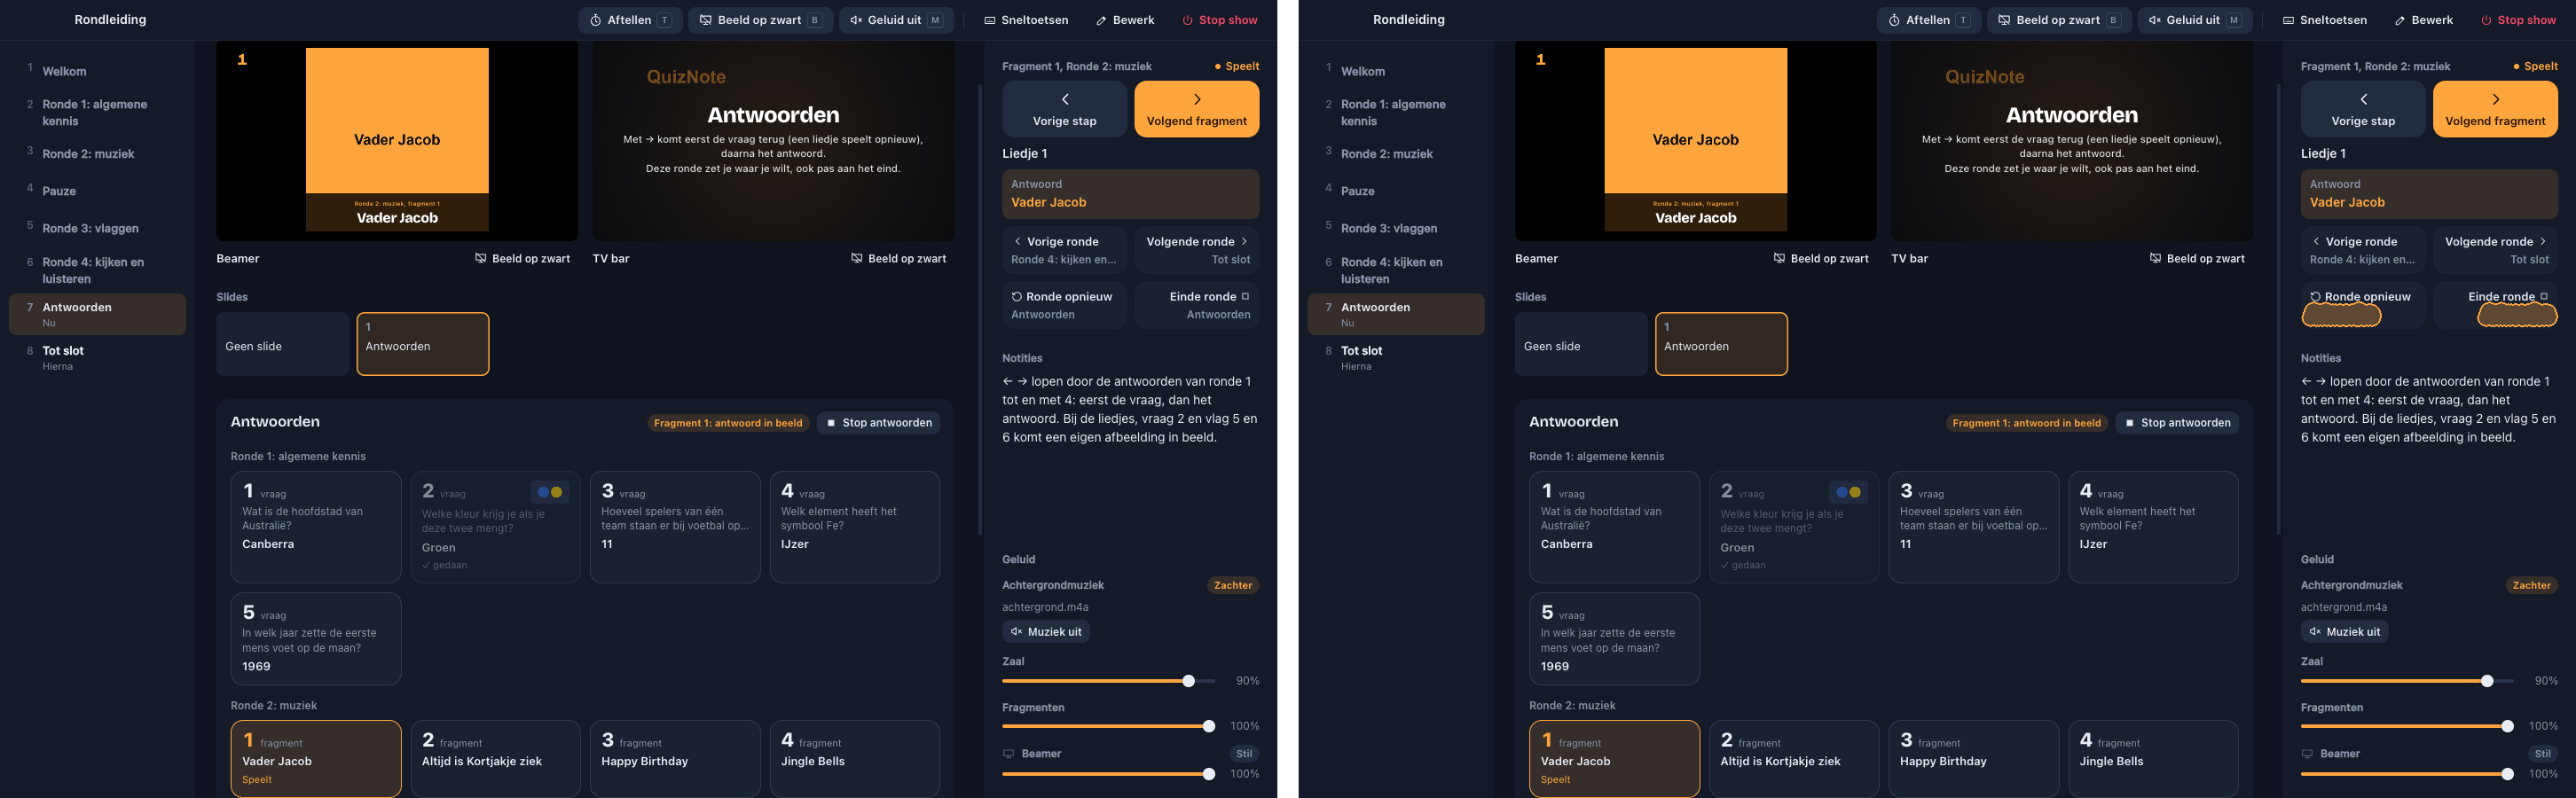 Rondleiding
Aftellen T
Beeld op zwart B
Geluid uit M
Sneltoetsen
Bewerk
Stop show
1 Welkom
2 Ronde 1: algemene
kennis
3 Ronde 2: muziek
4 Pauze
5 Ronde 3: vlaggen
6 Ronde 4: kijken en
luisteren
7 Antwoorden
Nu
8 Tot slot
Hierna
1
Vader Jacob
Ronde 2: muziek, fragment 1
Vader Jacob
Beamer
Beeld op zwart
QuizNote
Antwoorden
Met → komt eerst de vraag terug (een liedje speelt opnieuw),
daarna het antwoord.
Deze ronde zet je waar je wilt, ook pas aan het eind.
TV bar
Beeld op zwart
Slides
Geen slide
1
Antwoorden
Antwoorden
Fragment 1: antwoord in beeld
Stop antwoorden
Ronde 1: algemene kennis
1 vraag
Wat is de hoofdstad van
Australië?
Canberra
2 vraag
Welke kleur krijg je als je
deze twee mengt?
Groen
✓ gedaan
3 vraag
Hoeveel spelers van één
team staan er bij voetbal op...
11
4 vraag
Welk element heeft het
symbool Fe?
IJzer
5 vraag
In welk jaar zette de eerste
mens voet op de maan?
1969
Ronde 2: muziek
1 fragment
Vader Jacob
Speelt
2 fragment
Altijd is Kortjakje ziek
3 fragment
Happy Birthday
4 fragment
Jingle Bells
Fragment 1, Ronde 2: muziek
Speelt
Vorige stap
Volgend fragment
Liedje 1
Antwoord
Vader Jacob
Vorige ronde
Ronde 4: kijken en...
Volgende ronde
Tot slot
Ronde opnieuw
Antwoorden
Einde ronde
Antwoorden
Notities
← → lopen door de antwoorden van ronde 1
tot en met 4: eerst de vraag, dan het
antwoord. Bij de liedjes, vraag 2 en vlag 5 en
6 komt een eigen afbeelding in beeld.
Geluid
Achtergrondmuziek
Zachter
achtergrond.m4a
Muziek uit
Zaal
90%
Fragmenten
100%
Beamer
Stil
100%
Rondleiding
Aftellen T
Beeld op zwart B
Geluid uit M
Sneltoetsen
Bewerk
Stop show
1 Welkom
2 Ronde 1: algemene
kennis
3 Ronde 2: muziek
4 Pauze
5 Ronde 3: vlaggen
6 Ronde 4: kijken en
luisteren
7 Antwoorden
Nu
8 Tot slot
Hierna
1
Vader Jacob
Ronde 2: muziek, fragment 1
Vader Jacob
Beamer
Beeld op zwart
QuizNote
Antwoorden
Met → komt eerst de vraag terug (een liedje speelt opnieuw),
daarna het antwoord.
Deze ronde zet je waar je wilt, ook pas aan het eind.
TV bar
Beeld op zwart
Slides
Geen slide
1
Antwoorden
Antwoorden
Fragment 1: antwoord in beeld
Stop antwoorden
Ronde 1: algemene kennis
1 vraag
Wat is de hoofdstad van
Australië?
Canberra
2 vraag
Welke kleur krijg je als je
deze twee mengt?
Groen
✓ gedaan
3 vraag
Hoeveel spelers van één
team staan er bij voetbal op...
11
4 vraag
Welk element heeft het
symbool Fe?
IJzer
5 vraag
In welk jaar zette de eerste
mens voet op de maan?
1969
Ronde 2: muziek
1 fragment
Vader Jacob
Speelt
2 fragment
Altijd is Kortjakje ziek
3 fragment
Happy Birthday
4 fragment
Jingle Bells
Fragment 1, Ronde 2: muziek
Speelt
Vorige stap
Volgend fragment
Liedje 1
Antwoord
Vader Jacob
Vorige ronde
Ronde 4: kijken en...
Volgende ronde
Tot slot
Ronde opnieuw
Einde ronde
Notities
← → lopen door de antwoorden van ronde 1
tot en met 4: eerst de vraag, dan het
antwoord. Bij de liedjes, vraag 2 en vlag 5 en
6 komt een eigen afbeelding in beeld.
Geluid
Achtergrondmuziek
Zachter
achtergrond.m4a
Muziek uit
Zaal
90%
Fragmenten
100%
Beamer
Stil
100%